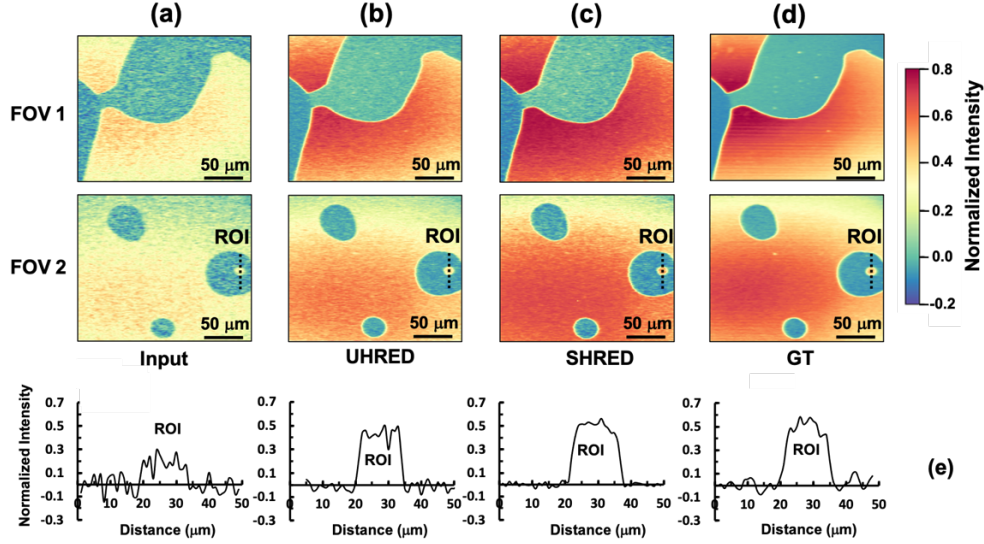 (a) (b) (c) (d)
FOV 1
50 μm 50 μm 50 μm 50 μm
0.8
0.6
0.4
0.2
0.0
-0.2
Normalized Intensity
FOV 2
ROI ROI ROI ROI
50 μm 50 μm 50 μm 50 μm
Input UHRED SHRED GT
Normalized Intensity
0.7 0.7 0.7 0.7
0.5 0.5 0.5 0.5
0.3 0.3 0.3 0.3
0.1 0.1 0.1 0.1
-0.1 -0.1 -0.1 -0.1
-0.3 -0.3 -0.3 -0.3
ROI ROI ROI ROI
0 10 20 30 40 50 0 10 20 30 40 50 0 10 20 30 40 50 0 10 20 30 40 50
Distance (μm) Distance (μm) Distance (μm) Distance (μm)
(e)